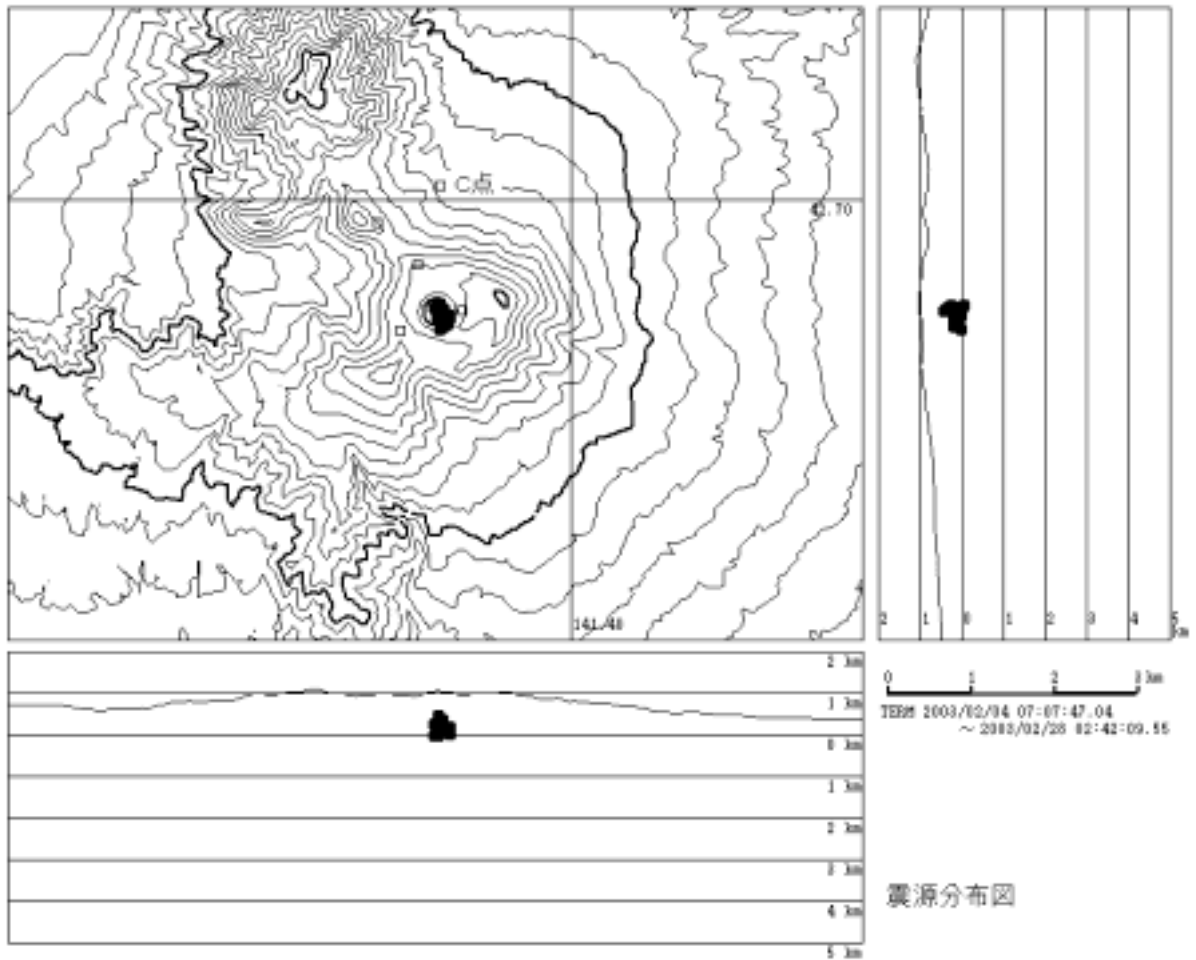 C点
42.70
141.40
2 1 0 1 2 3 4 5
km
2 km
1 km
0 km
1 km
2 km
3 km
4 km
5 km
0 1 2 3 km
TERM 2003/02/04 07:07:47.04
～ 2003/02/28 02:42:09.55
震源分布図